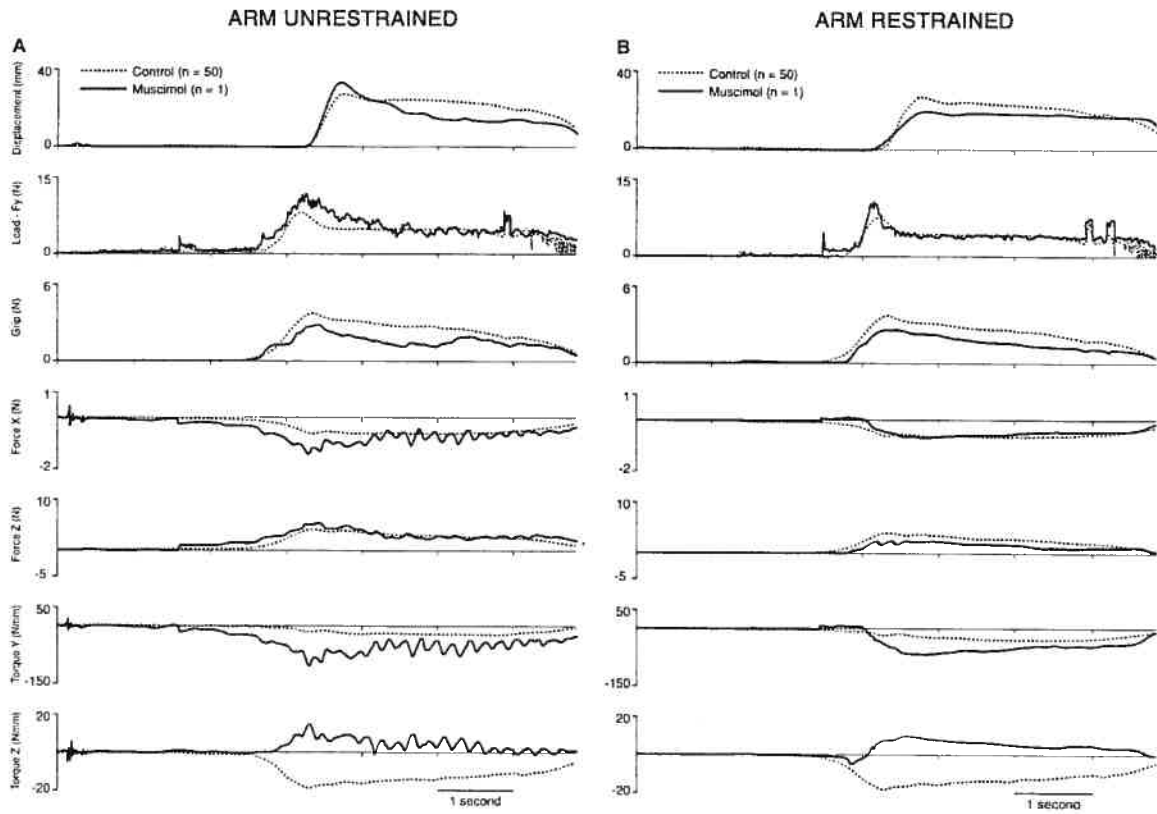 ARM UNRESTRAINED
ARM RESTRAINED
A
Control (n = 50)
Muscimol (n = 1)
Displacement (mm)
40
0
Load - Fy (N)
15
0
Grip (N)
6
0
Force X (N)
1
-2
Force Z (N)
10
-5
Torque Y (Nmm)
50
-150
Torque Z (Nmm)
20
-20
1 second
B
Control (n = 50)
Muscimol (n = 1)
40
0
15
0
6
0
1
-2
10
-5
50
-150
20
-20
1 second